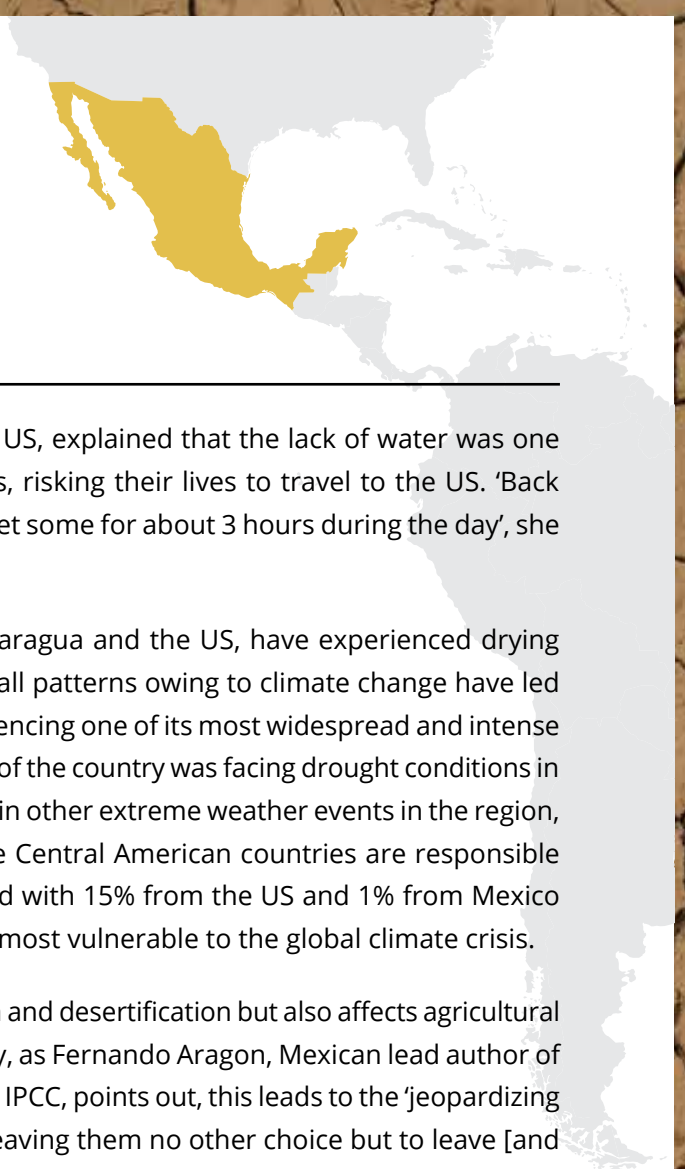 US, explained that the lack of water was one
s, risking their lives to travel to the US. ‘Back
et some for about 3 hours during the day’, she
aragua and the US, have experienced drying
all patterns owing to climate change have led
encing one of its most widespread and intense
of the country was facing drought conditions in
in other extreme weather events in the region,
e Central American countries are responsible
d with 15% from the US and 1% from Mexico
most vulnerable to the global climate crisis.
n and desertification but also affects agricultural
y, as Fernando Aragon, Mexican lead author of
IPCC, points out, this leads to the ‘jeopardizing
eaving them no other choice but to leave [and